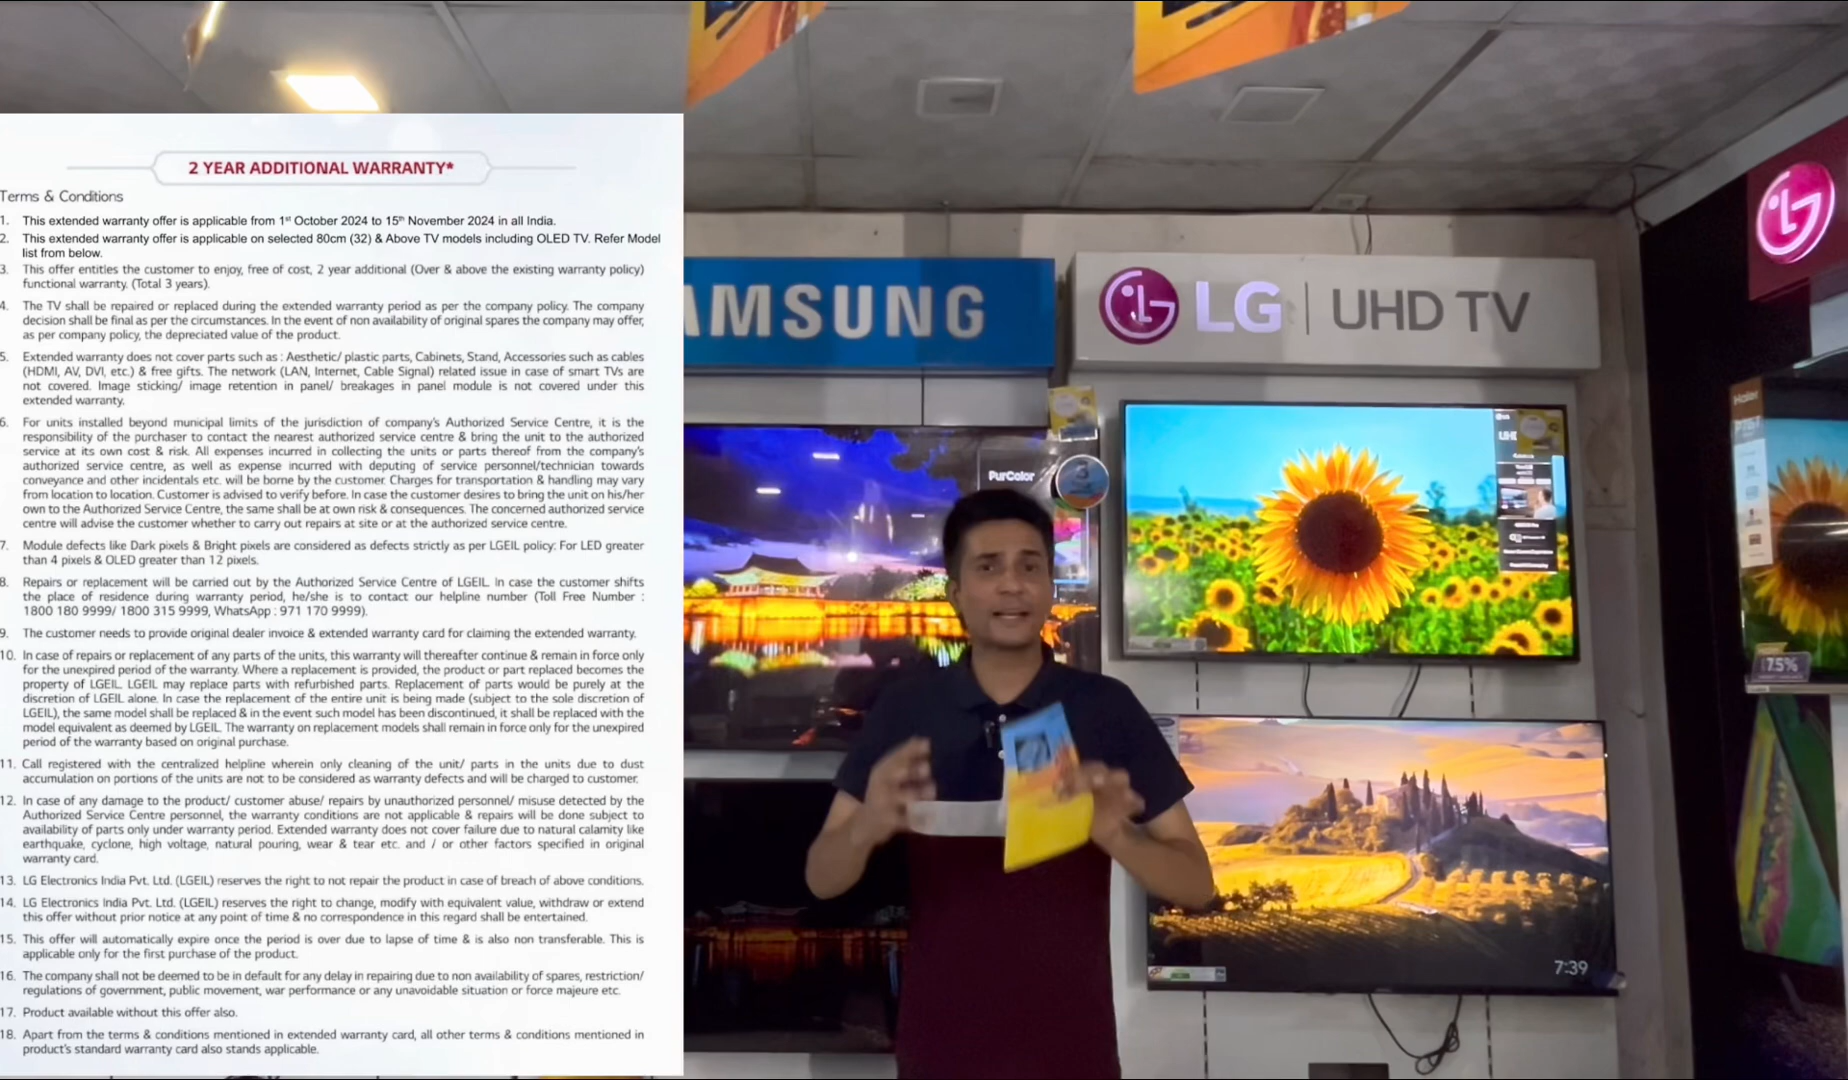 2 YEAR ADDITIONAL WARRANTY*
Terms & Conditions
1. This extended warranty offer is applicable from 1st October 2024 to 15th November 2024 in all India.
2. This extended warranty offer is applicable on selected 80cm (32) & Above TV models including OLED TV. Refer Model
list from below.
3. This offer entitles the customer to enjoy, free of cost, 2 year additional (Over & above the existing warranty policy)
functional warranty. (Total 3 years).
4. The TV shall be repaired or replaced during the extended warranty period as per the company policy. The company
decision shall be final as per the circumstances. In the event of non availability of original spares the company may offer,
as per company policy, the depreciated value of the product.
5. Extended warranty does not cover parts such as : Aesthetic/ plastic parts, Cabinets, Stand, Accessories such as cables
(HDMI, AV, DVI, etc.) & free gifts. The network (LAN, Internet, Cable Signal) related issue in case of smart TVs are
not covered. Image sticking/ image retention in panel/ breakages in panel module is not covered under this
extended warranty.
6. For units installed beyond municipal limits of the jurisdiction of company's Authorized Service Centre, it is the
responsibility of the purchaser to contact the nearest authorized service centre & bring the unit to the authorized
service at its own cost & risk. All expenses incurred in collecting the units or parts thereof from the company's
authorized service centre, as well as expense incurred with deputing of service personnel/technician towards
conveyance and other incidentals etc. will be borne by the customer. Charges for transportation & handling may vary
from location to location. Customer is advised to verify before. In case the customer desires to bring the unit on his/her
own to the Authorized Service Centre, the same shall be at own risk & consequences. The concerned authorized service
centre will advise the customer whether to carry out repairs at site or at the authorized service centre.
7. Module defects like Dark pixels & Bright pixels are considered as defects strictly as per LGEIL policy: For LED greater
than 4 pixels & OLED greater than 12 pixels.
8. Repairs or replacement will be carried out by the Authorized Service Centre of LGEIL. In case the customer shifts
the place of residence during warranty period, he/she is to contact our helpline number (Toll Free Number :
1800 180 9999/ 1800 315 9999, WhatsApp : 971 170 9999).
9. The customer needs to provide original dealer invoice & extended warranty card for claiming the extended warranty.
10. In case of repairs or replacement of any parts of the units, this warranty will thereafter continue & remain in force only
for the unexpired period of the warranty. Where a replacement is provided, the product or part replaced becomes the
property of LGEIL. LGEIL may replace parts with refurbished parts. Replacement of parts would be purely at the
discretion of LGEIL alone. In case the replacement of the entire unit is being made (subject to the sole discretion of
LGEIL), the same model shall be replaced & in the event such model has been discontinued, it shall be replaced with the
model equivalent as deemed by LGEIL. The warranty on replacement models shall remain in force only for the unexpired
period of the warranty based on original purchase.
11. Call registered with the centralized helpline wherein only cleaning of the unit/ parts in the units due to dust
accumulation on portions of the units are not to be considered as warranty defects and will be charged to customer.
12. In case of any damage to the product/ customer abuse/ repairs by unauthorized personnel/ misuse detected by the
Authorized Service Centre personnel, the warranty conditions are not applicable & repairs will be done subject to
availability of parts only under warranty period. Extended warranty does not cover failure due to natural calamity like
earthquake, cyclone, high voltage, natural pouring, wear & tear etc. and / or other factors specified in original
warranty card.
13. LG Electronics India Pvt. Ltd. (LGEIL) reserves the right to not repair the product in case of breach of above conditions.
14. LG Electronics India Pvt. Ltd. (LGEIL) reserves the right to change, modify with equivalent value, withdraw or extend
this offer without prior notice at any point of time & no correspondence in this regard shall be entertained.
15. This offer will automatically expire once the period is over due to lapse of time & is also non transferable. This is
applicable only for the first purchase of the product.
16. The company shall not be deemed to be in default for any delay in repairing due to non availability of spares, restriction/
regulations of government, public movement, war performance or any unavoidable situation or force majeure etc.
17. Product available without this offer also.
18. Apart from the terms & conditions mentioned in extended warranty card, all other terms & conditions mentioned in
product's standard warranty card also stands applicable.
AMSUNG
LG UHD TV
PurColor
3
Haier
7:39